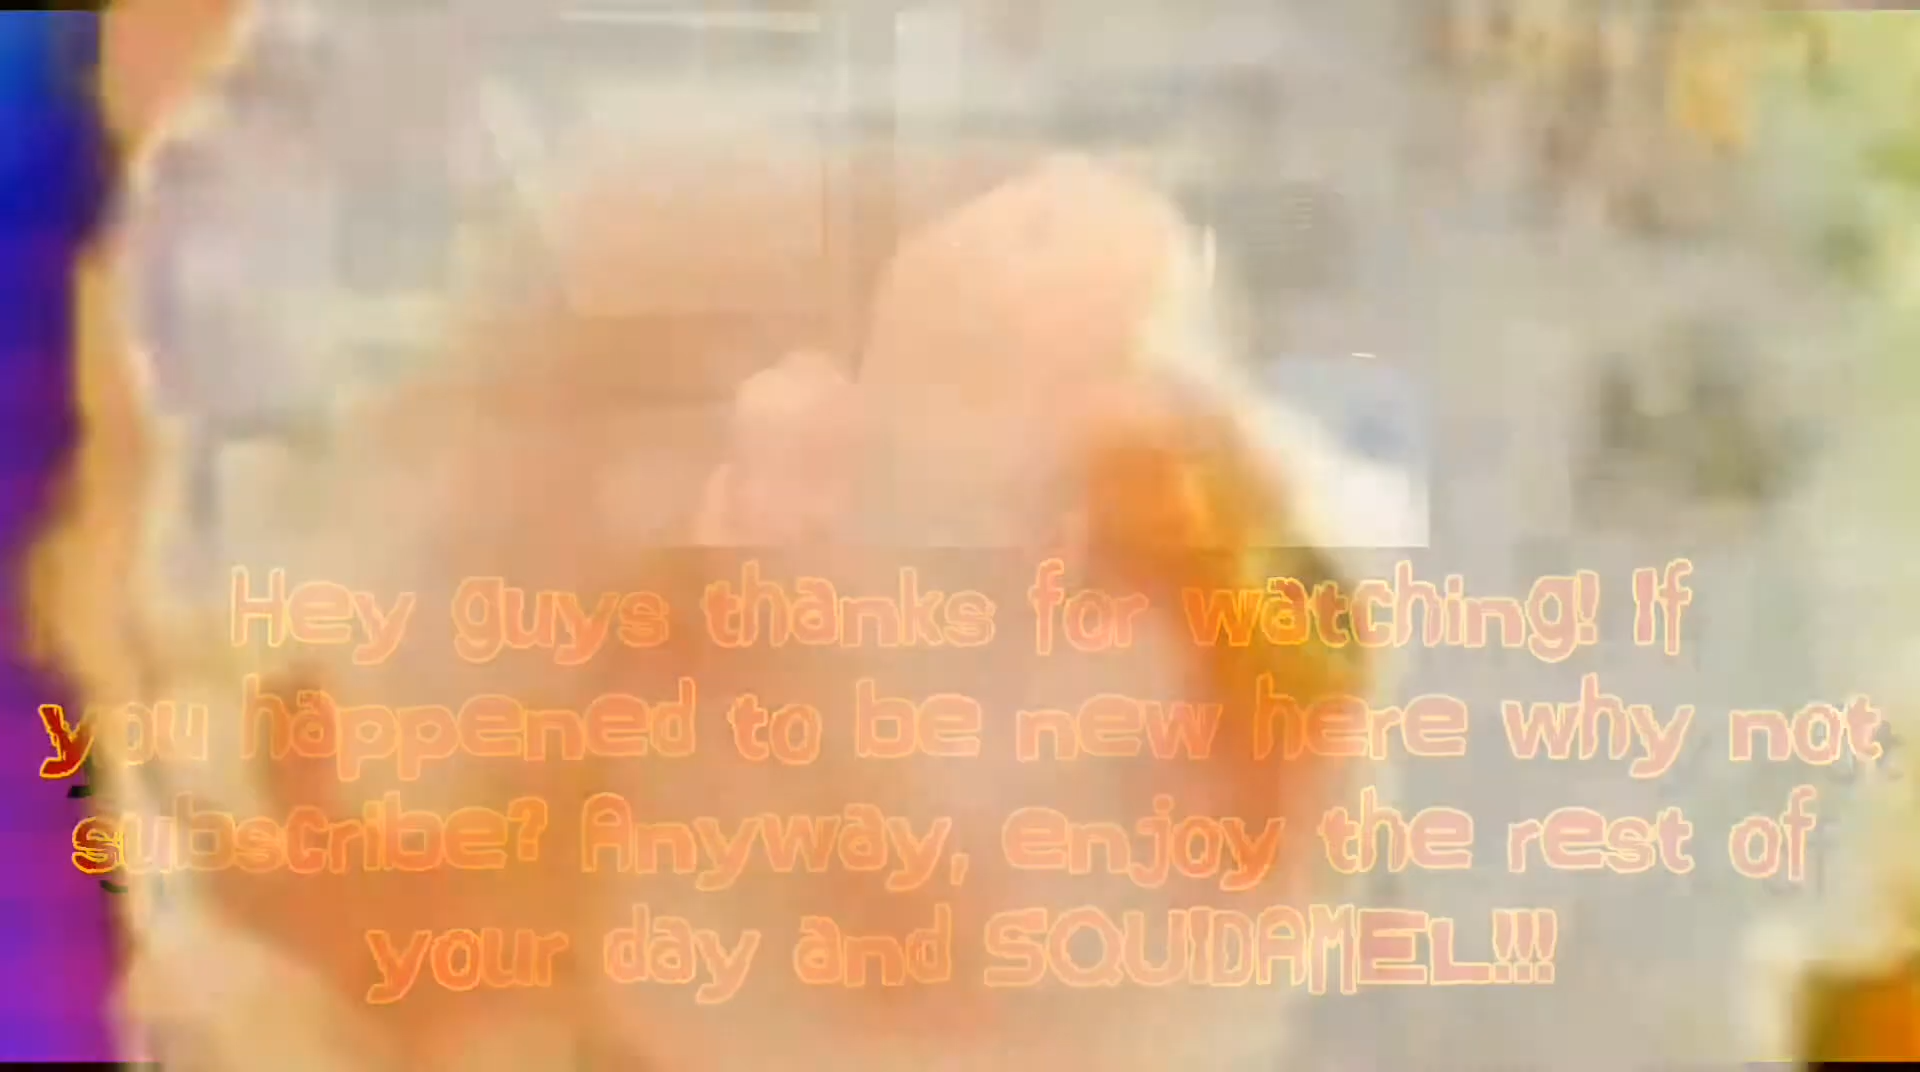 Hey guys thanks for watching! If
you happened to be new here why not
subscribe? Anyway, enjoy the rest of
your day and SQUIDAMEL!!!